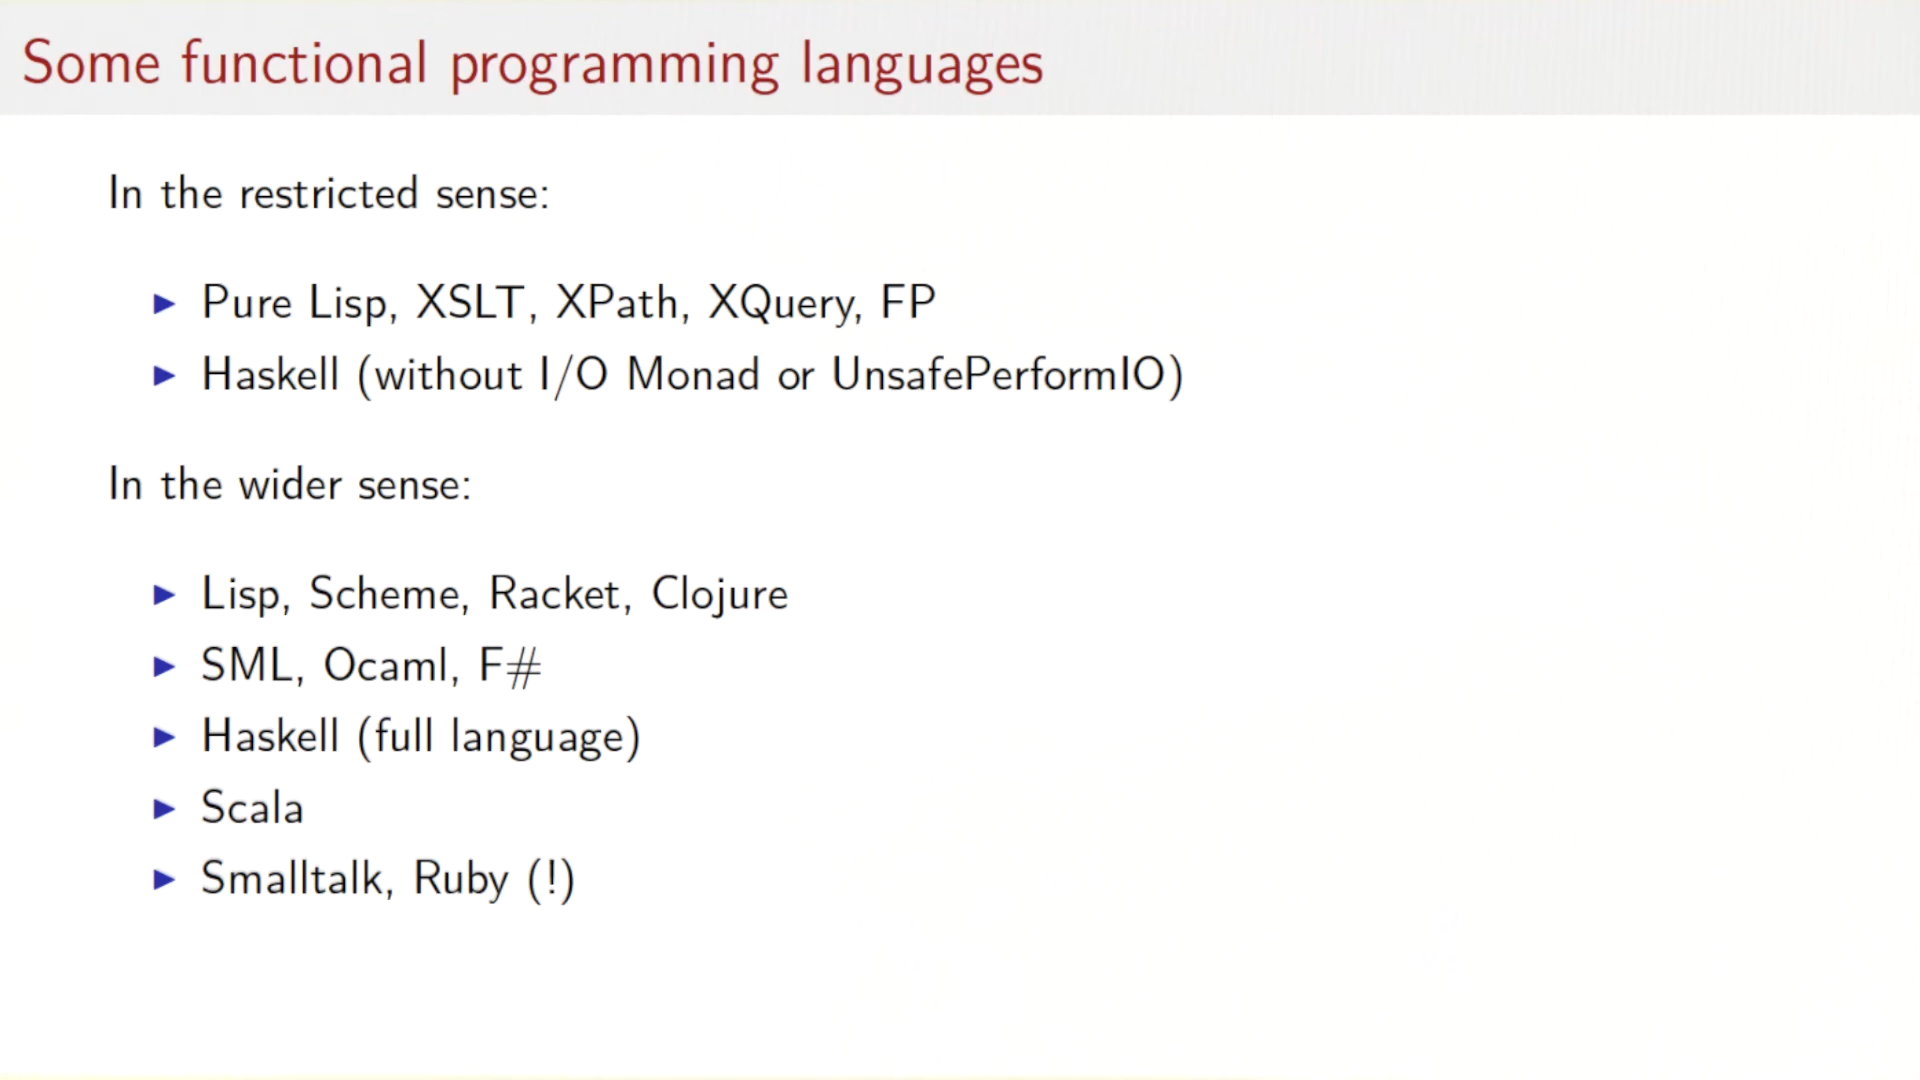 Some functional programming languages
In the restricted sense:
▶ Pure Lisp, XSLT, XPath, XQuery, FP
▶ Haskell (without I/O Monad or UnsafePerformIO)
In the wider sense:
▶ Lisp, Scheme, Racket, Clojure
▶ SML, Ocaml, F#
▶ Haskell (full language)
▶ Scala
▶ Smalltalk, Ruby (!)